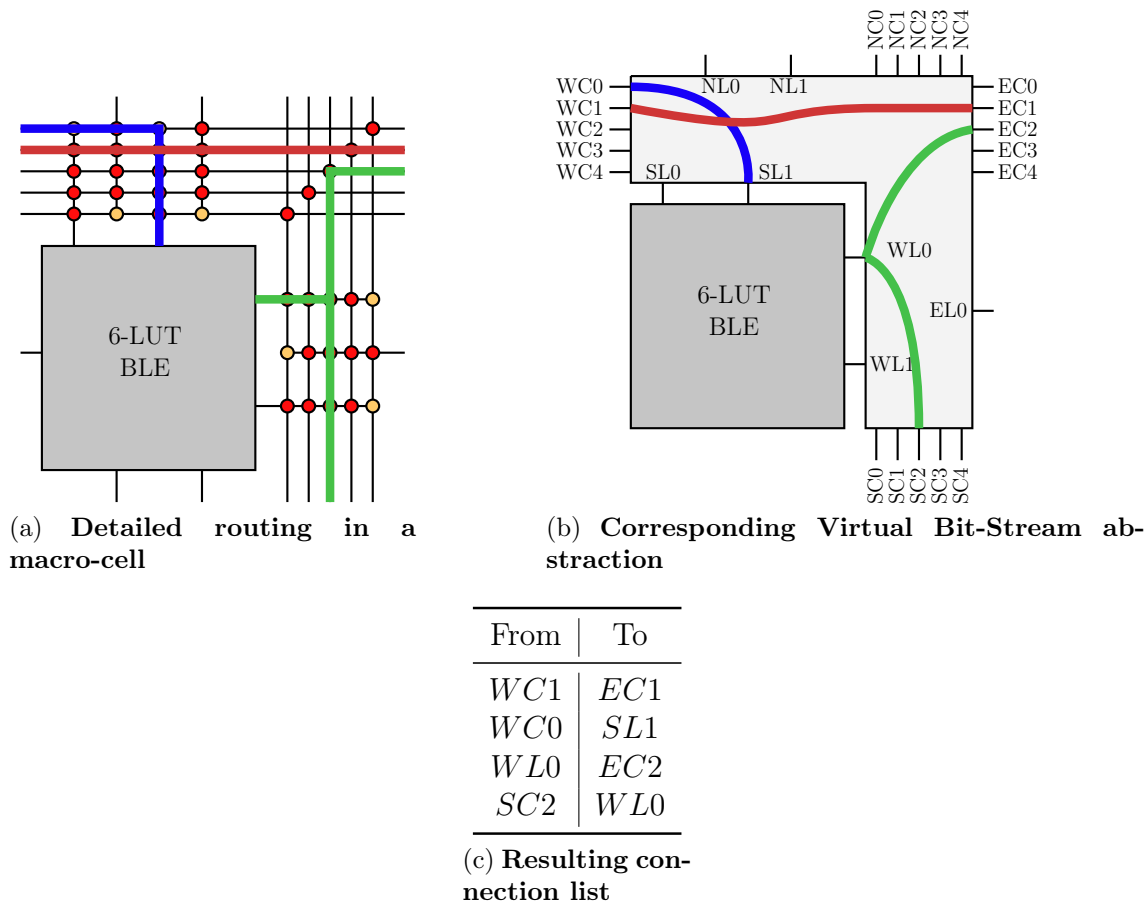 NC0
NC1
NC2
NC3
NC4
WC0
WC1
WC2
WC3
WC4
NL0
NL1
EC0
EC1
EC2
EC3
EC4
SL0
SL1
6-LUT
BLE
6-LUT
BLE
WL0
EL0
WL1
SC0
SC1
SC2
SC3
SC4
(a) Detailed routing in a
macro-cell
(b) Corresponding Virtual Bit-Stream ab-
straction
From To
WC1 EC1
WC0 SL1
WL0 EC2
SC2 WL0
(c) Resulting con-
nection list